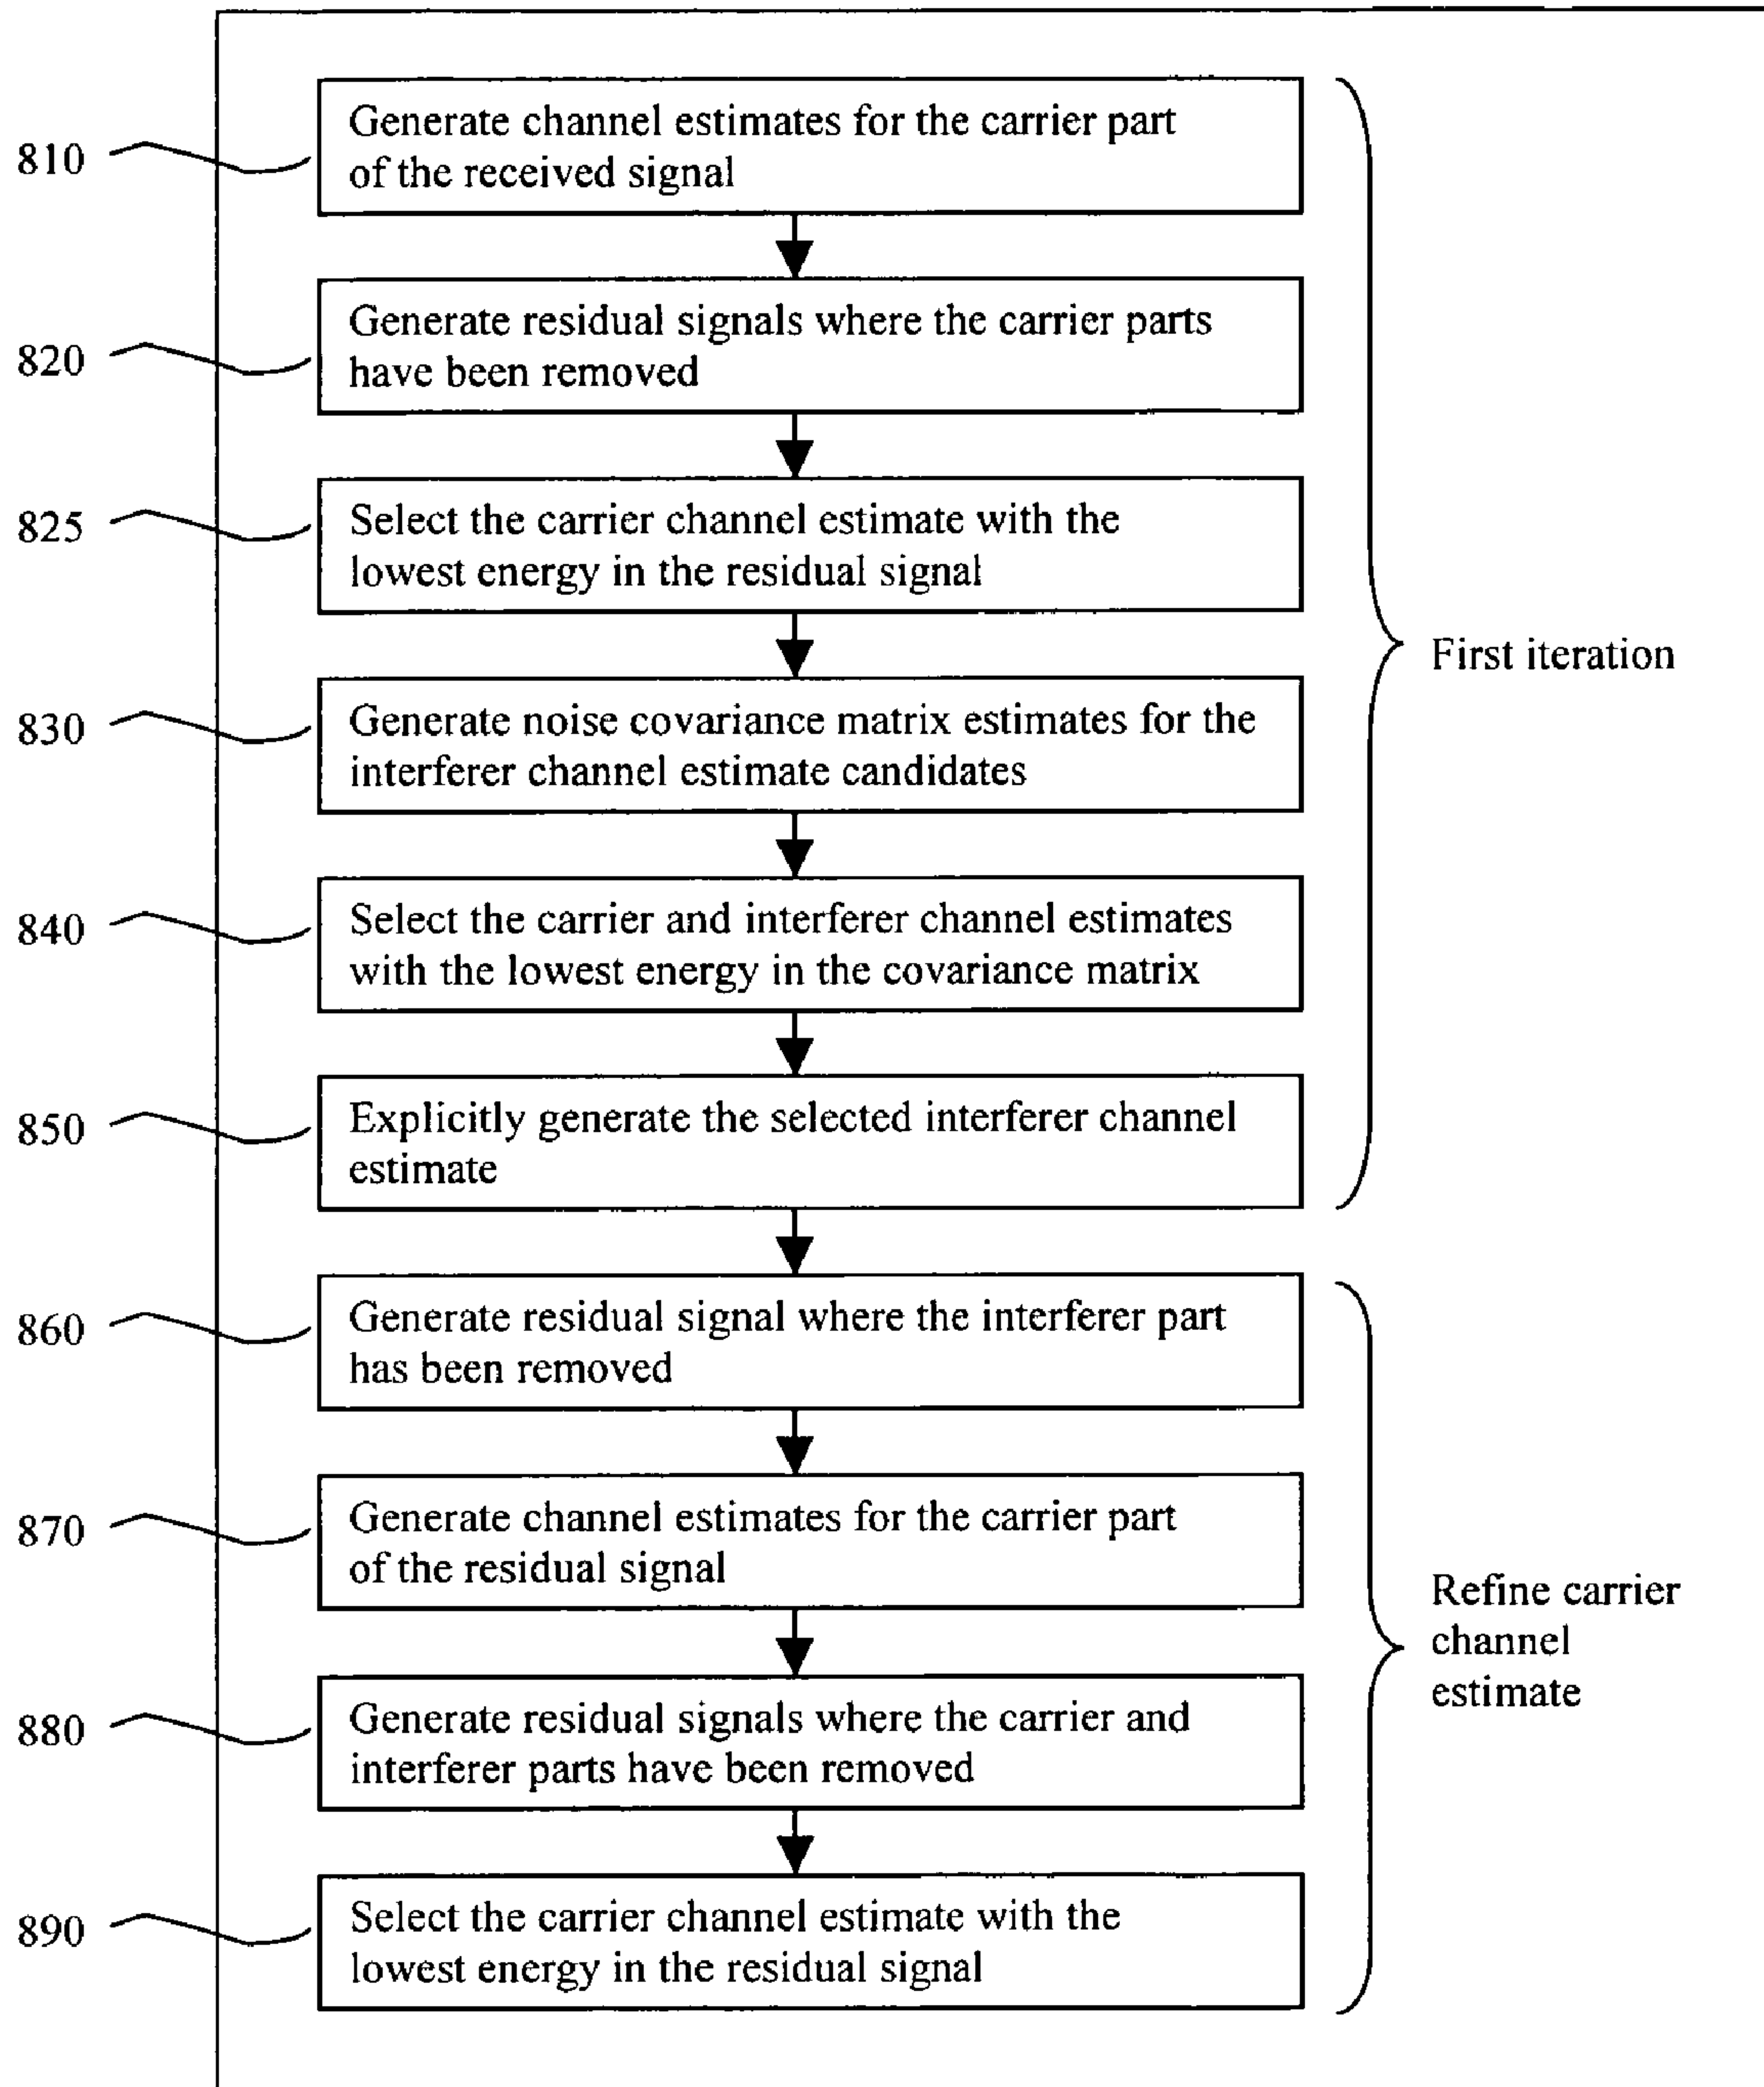 810
Generate channel estimates for the carrier part
of the received signal
820
Generate residual signals where the carrier parts
have been removed
825
Select the carrier channel estimate with the
lowest energy in the residual signal
First iteration
830
Generate noise covariance matrix estimates for the
interferer channel estimate candidates
840
Select the carrier and interferer channel estimates
with the lowest energy in the covariance matrix
850
Explicitly generate the selected interferer channel
estimate
860
Generate residual signal where the interferer part
has been removed
870
Generate channel estimates for the carrier part
of the residual signal
Refine carrier
channel
estimate
880
Generate residual signals where the carrier and
interferer parts have been removed
890
Select the carrier channel estimate with the
lowest energy in the residual signal